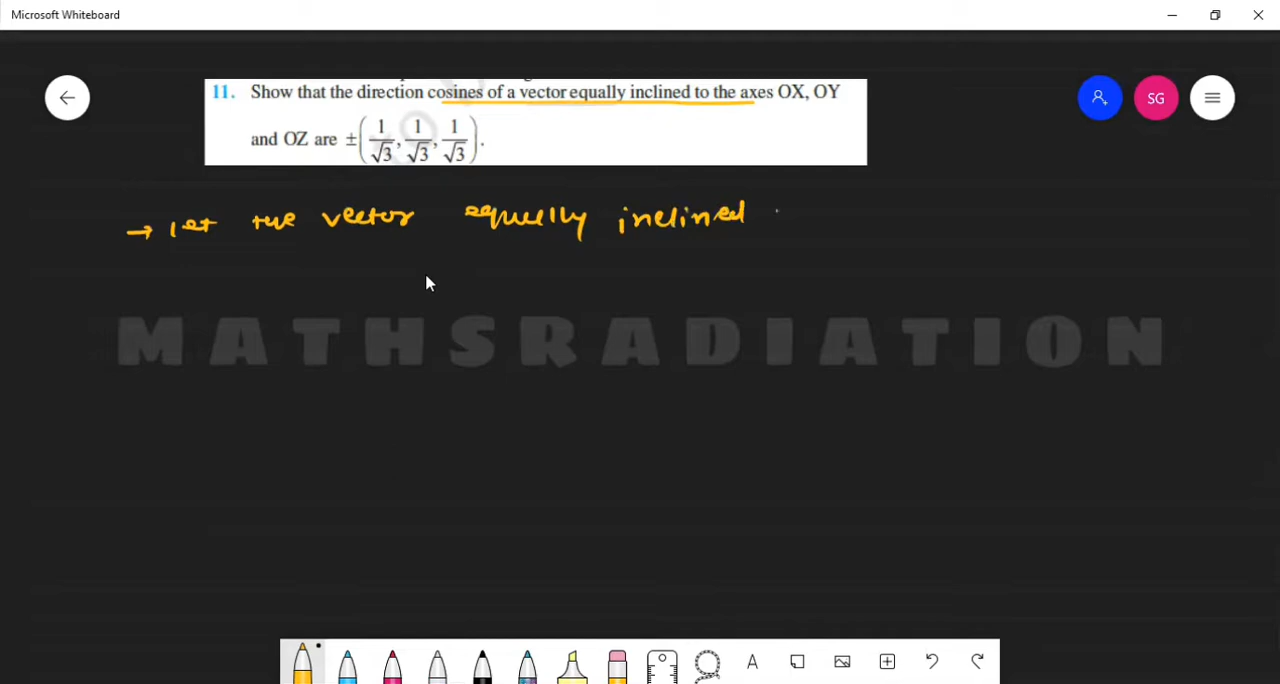 Microsoft Whiteboard
11. Show that the direction cosines of a vector equally inclined to the axes OX, OY
and OZ are ±(1/√3, 1/√3, 1/√3).
SG
→ let the vector equally inclined
MATHSRADIATION
A